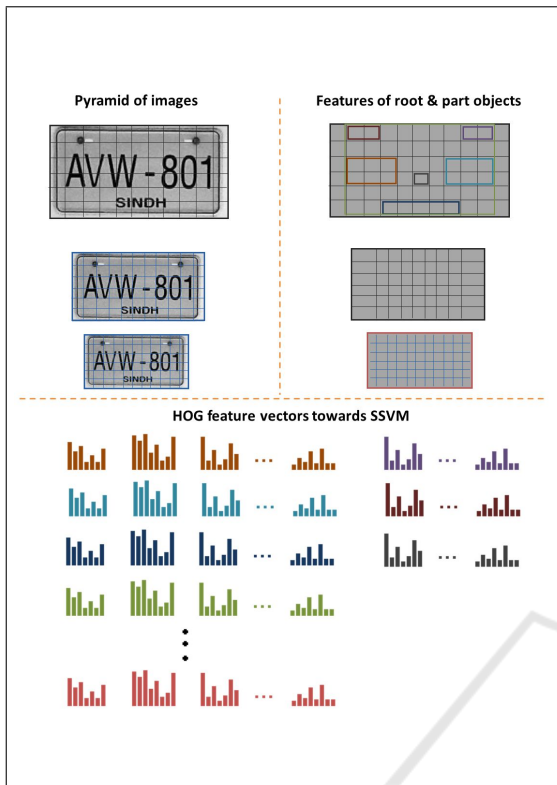 Pyramid of images
Features of root & part objects
AVW - 801
SINDH
AVW - 801
SINDH
AVW - 801
SINDH
HOG feature vectors towards SSVM